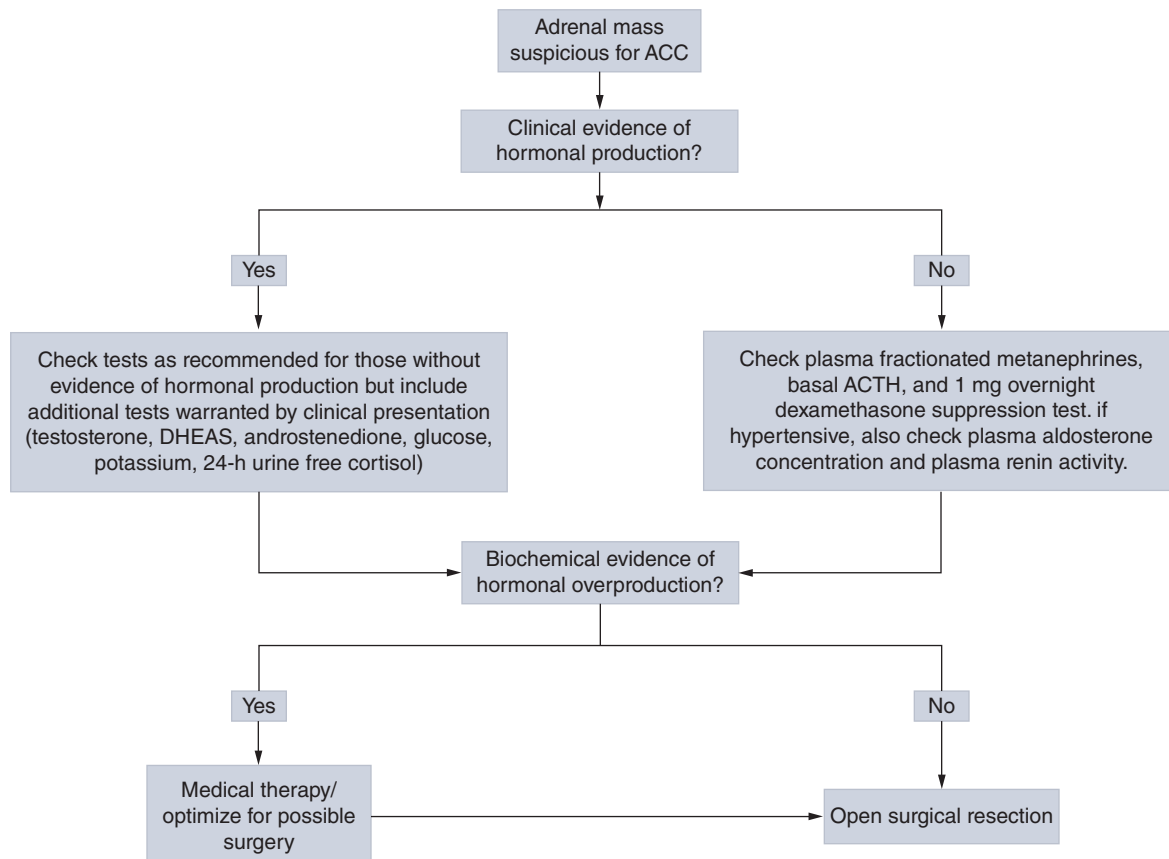 Adrenal mass
suspicious for ACC
Clinical evidence of
hormonal production?
Yes
No
Check tests as recommended for those without
evidence of hormonal production but include
additional tests warranted by clinical presentation
(testosterone, DHEAS, androstenedione, glucose,
potassium, 24-h urine free cortisol)
Check plasma fractionated metanephrines,
basal ACTH, and 1 mg overnight
dexamethasone suppression test. if
hypertensive, also check plasma aldosterone
concentration and plasma renin activity.
Biochemical evidence of
hormonal overproduction?
Yes
No
Medical therapy/
optimize for possible
surgery
Open surgical resection